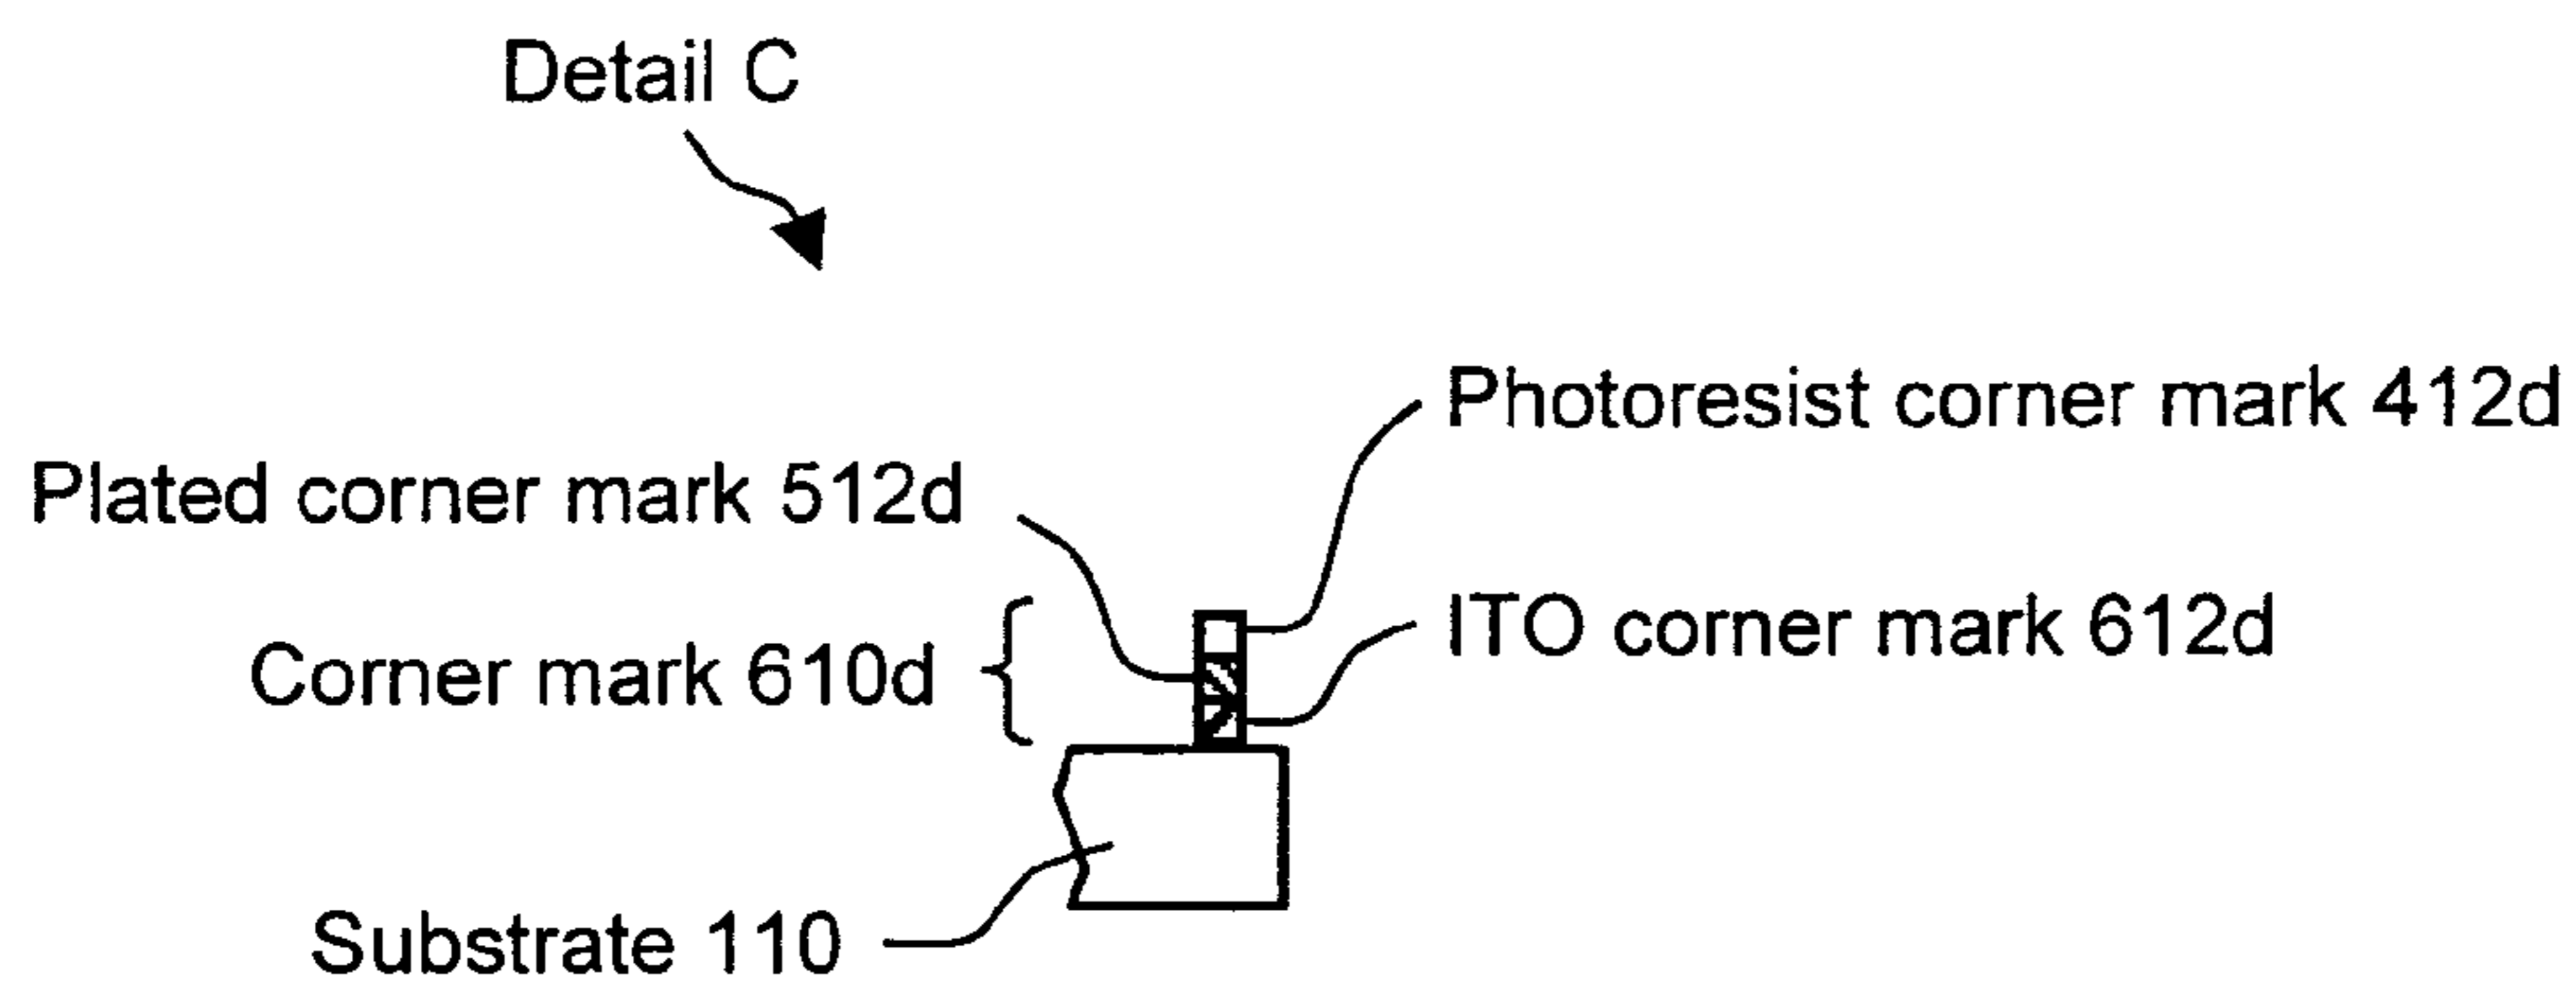 Detail C
Photoresist corner mark 412d
Plated corner mark 512d
ITO corner mark 612d
Corner mark 610d
Substrate 110